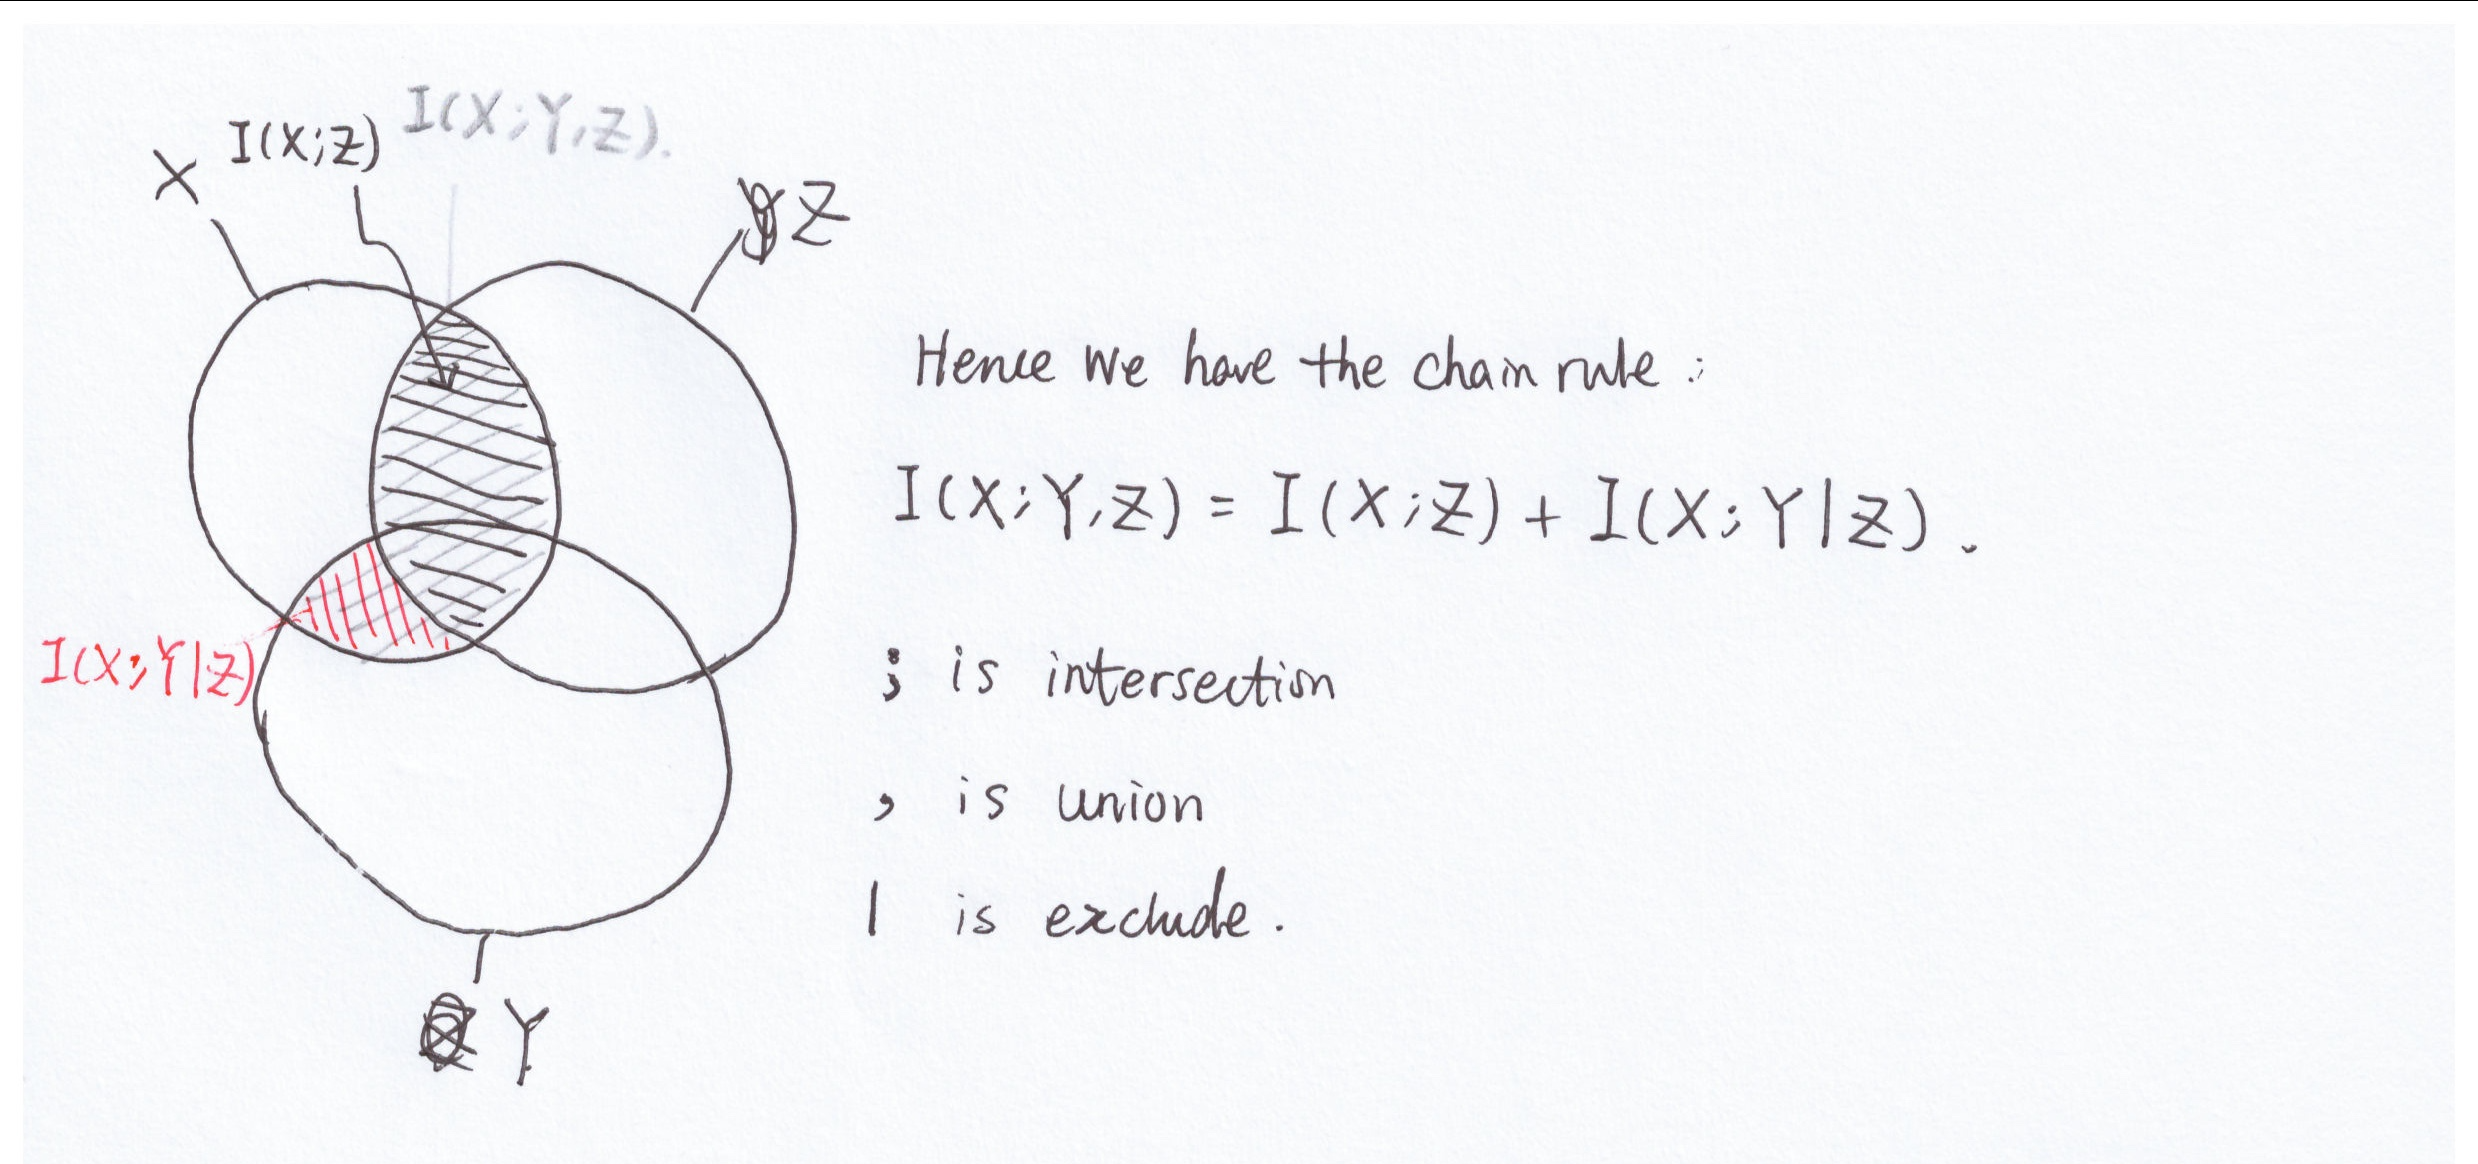 I(X;Y,Z).
I(X;Z)
X
Z
Hence we have the chain rule :
I(X;Y,Z) = I(X;Z) + I(X;Y|Z).
I(X;Y|Z)
; is intersection
, is union
| is exclude.
Y